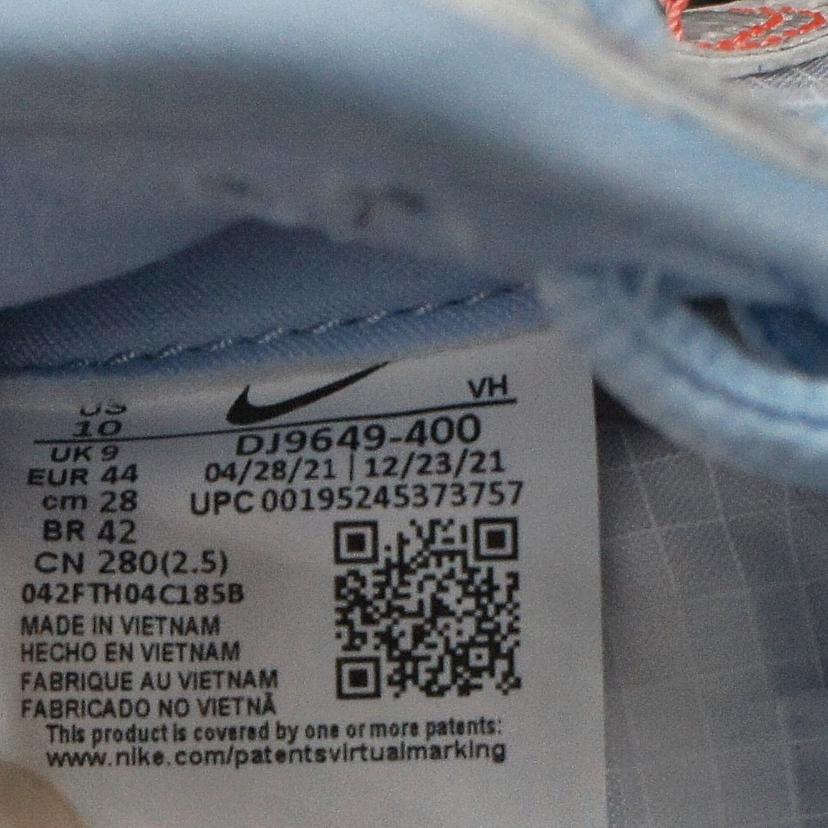 VH
US
10
DJ9649-400
UK 9
04/28/21 | 12/23/21
EUR 44
UPC 00195245373757
cm 28
BR 42
CN 280(2.5)
042FTH04C185B
MADE IN VIETNAM
HECHO EN VIETNAM
FABRIQUE AU VIETNAM
FABRICADO NO VIETNÃ
This product is covered by one or more patents:
www.nike.com/patentsvirtualmarking